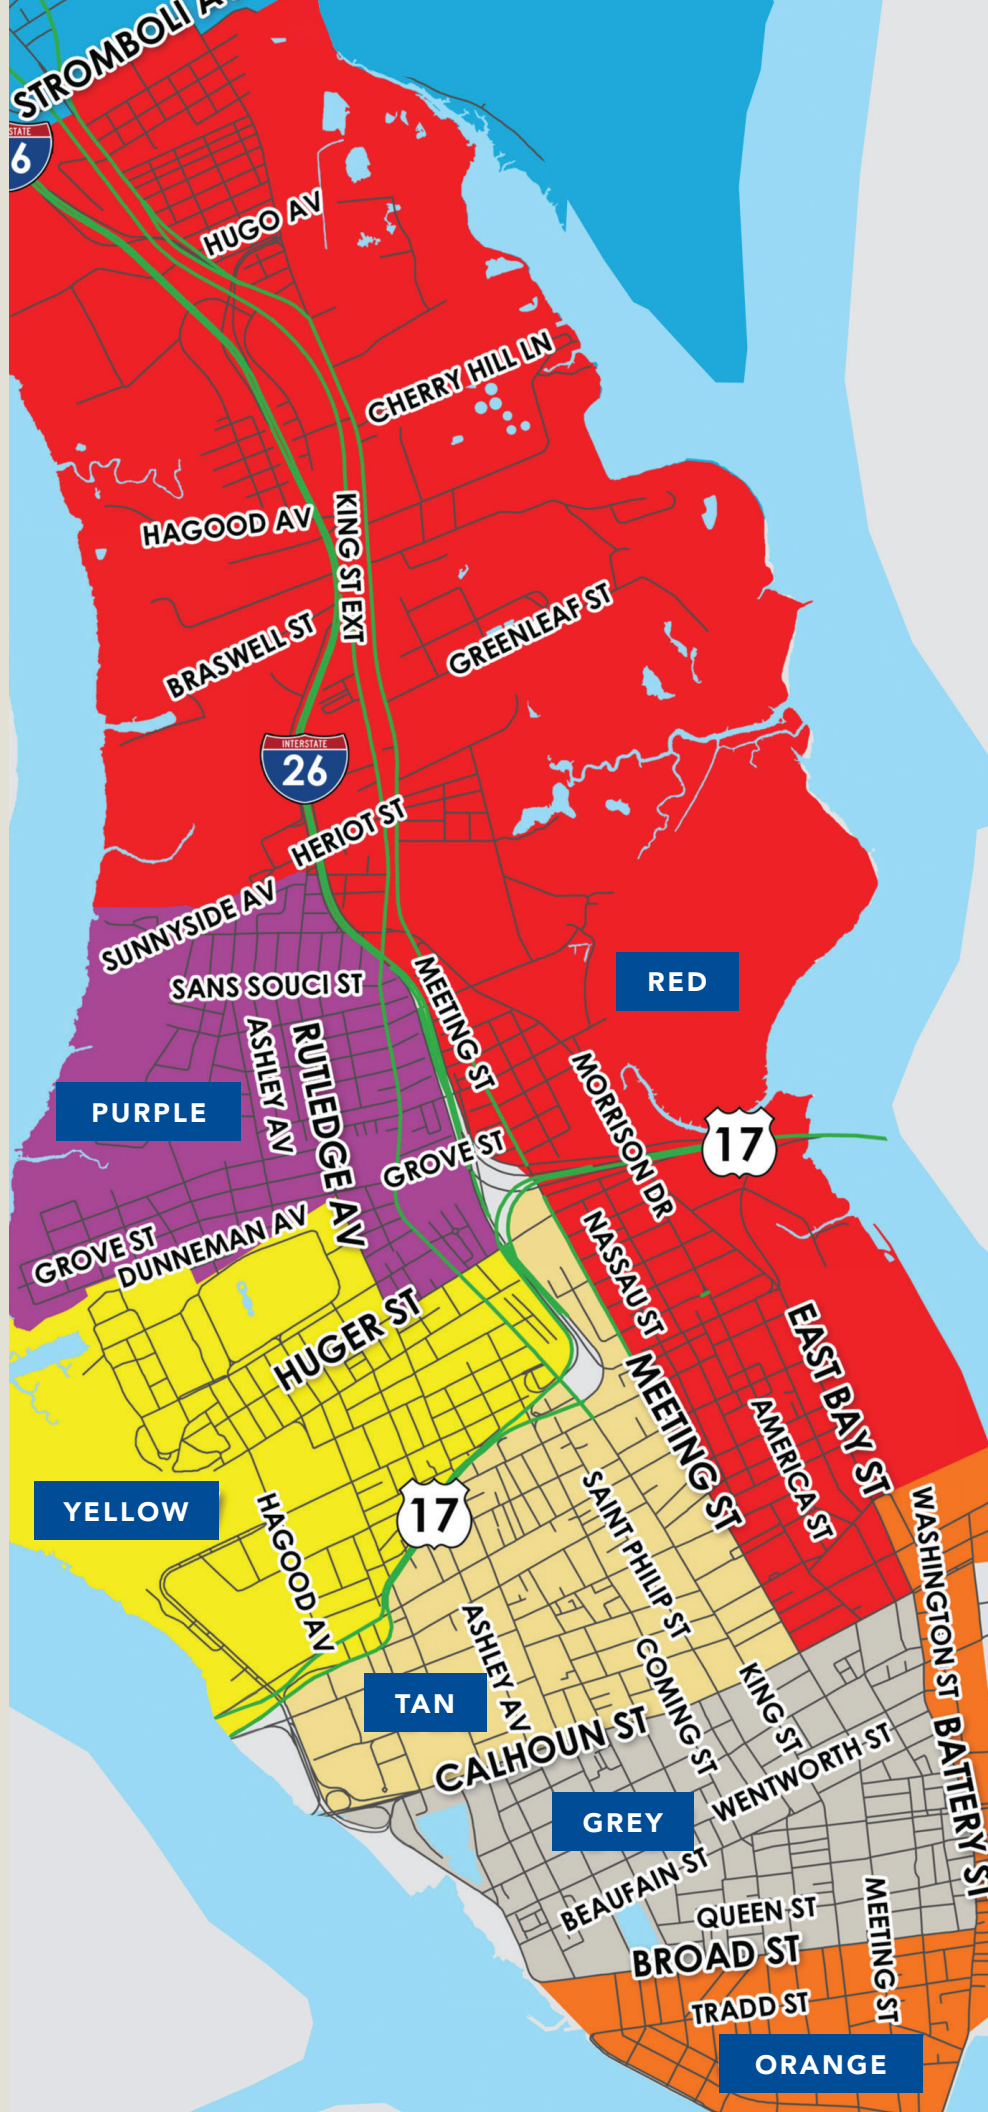 STROMBOLI A
STATE
6
HUGO AV
CHERRY HILL LN
HAGOOD AV
KING ST EXT
BRASWELL ST
GREENLEAF ST
INTERSTATE
26
HERIOT ST
SUNNYSIDE AV
SANS SOUCI ST
MEETING ST
RED
ASHLEY AV
RUTLEDGE AV
MORRISON DR
PURPLE
17
GROVE ST
NASSAU ST
GROVE ST
DUNNEMAN AV
HUGER ST
EAST BAY ST
MEETING ST
AMERICA ST
YELLOW
17
HAGOOD AV
SAINT PHILIP ST
WASHINGTON ST
ASHLEY AV
COMING ST
KING ST
TAN
CALHOUN ST
WENTWORTH ST
BATTERY ST
GREY
BEAUFAIN ST
QUEEN ST
MEETING ST
BROAD ST
TRADD ST
ORANGE